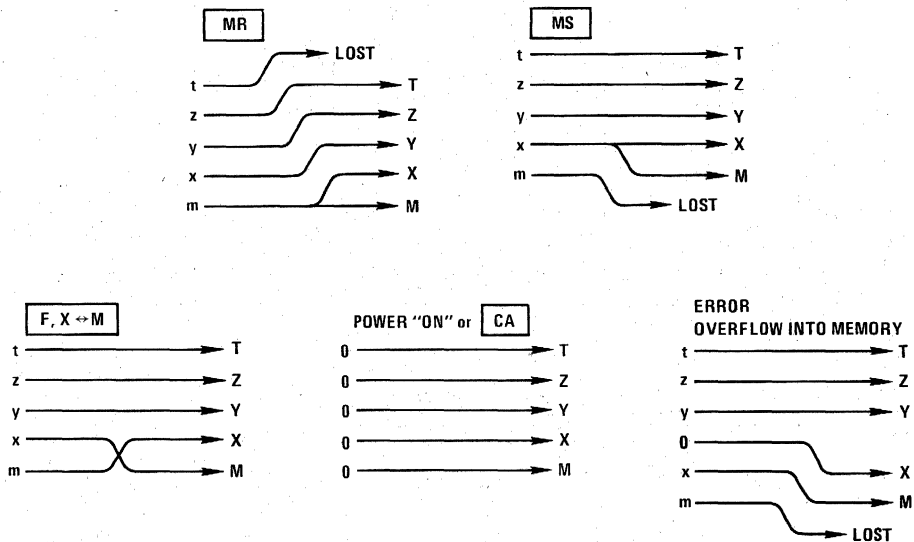 MR
LOST
t T
z Z
y Y
x X
m M
MS
t T
z Z
y Y
x X
m M
LOST
F, X ↔ M
t T
z Z
y Y
x X
m M
POWER "ON" or CA
0 T
0 Z
0 Y
0 X
0 M
ERROR
OVERFLOW INTO MEMORY
t T
z Z
y Y
0 X
x M
m LOST